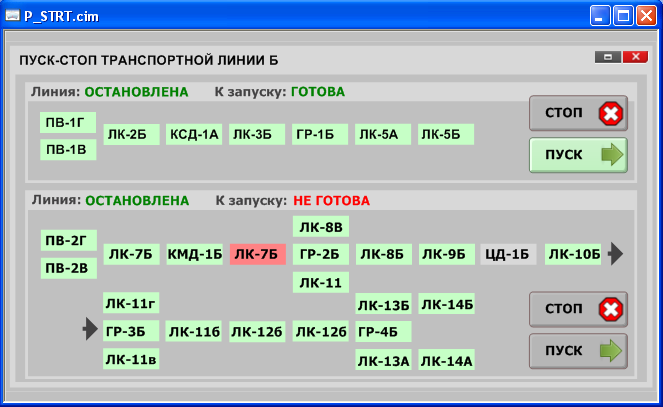 P_STRT.cim
ПУСК-СТОП ТРАНСПОРТНОЙ ЛИНИИ Б
Линия: ОСТАНОВЛЕНА К запуску: ГОТОВА
ПВ-1Г
ПВ-1В
ЛК-2Б КСД-1А ЛК-3Б ГР-1Б ЛК-5А ЛК-5Б
СТОП
ПУСК
Линия: ОСТАНОВЛЕНА К запуску: НЕ ГОТОВА
ЛК-8В
ПВ-2Г
ПВ-2В
ЛК-7Б КМД-1Б ЛК-7Б ГР-2Б ЛК-8Б ЛК-9Б ЦД-1Б ЛК-10Б
ЛК-11
ЛК-11г ЛК-13Б ЛК-14Б
ГР-3Б ЛК-11б ЛК-12б ЛК-12б ГР-4Б
ЛК-11в ЛК-13А ЛК-14А
СТОП
ПУСК